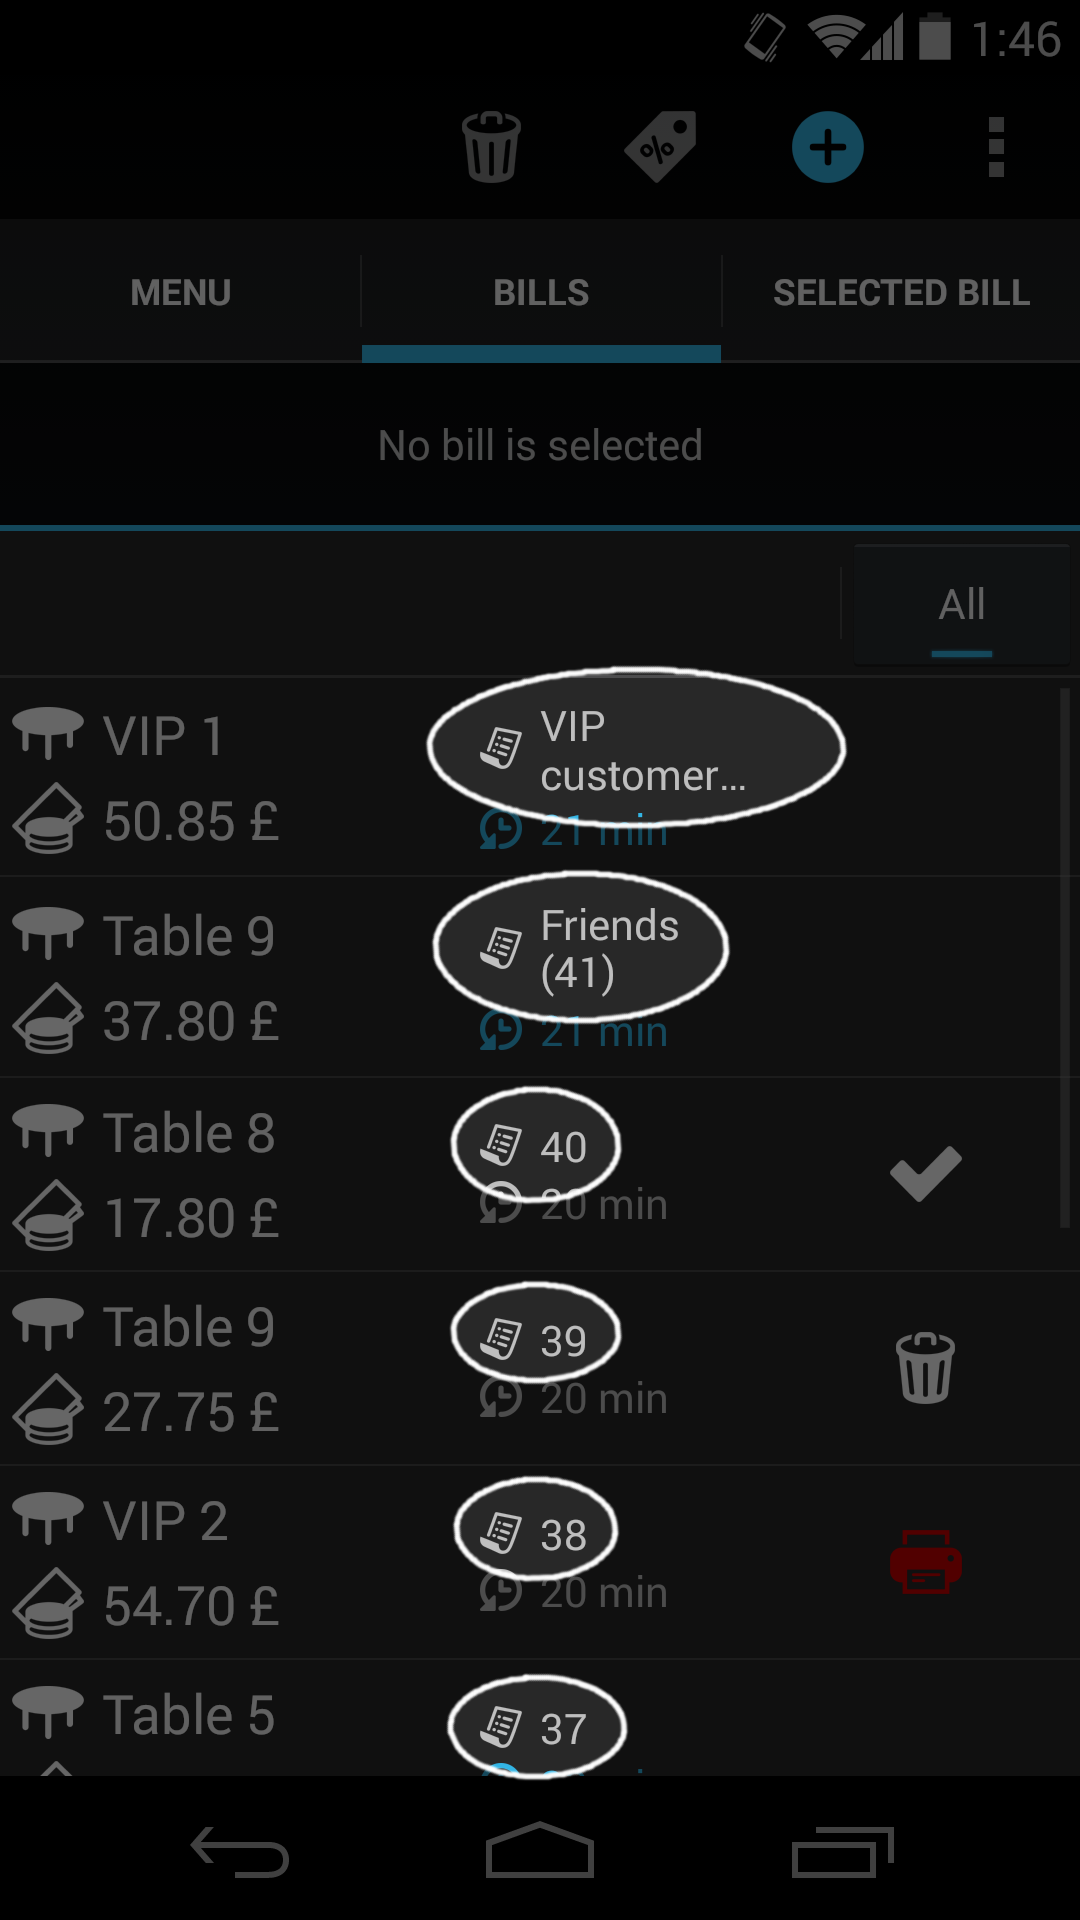 1:46
MENU BILLS SELECTED BILL
No bill is selected
All
VIP 1
VIP
customer...
50.85 £
21 min
Table 9
Friends
(41)
37.80 £
21 min
Table 8
40
17.80 £
20 min
Table 9
39
27.75 £
20 min
VIP 2
38
54.70 £
20 min
Table 5
37